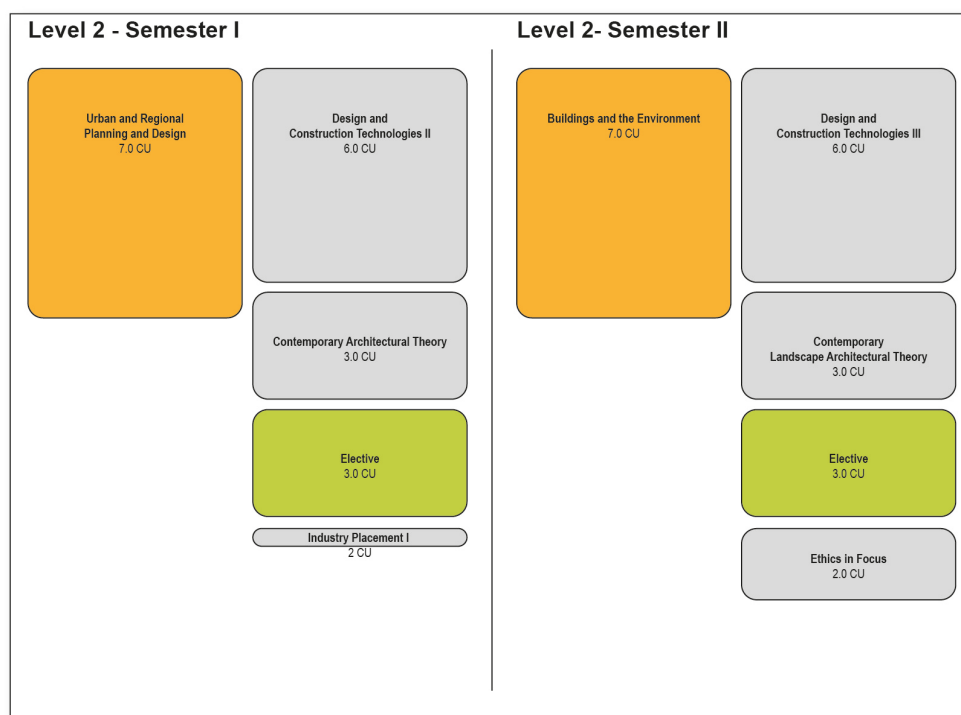 Level 2 - Semester I
Urban and Regional
Planning and Design
7.0 CU
Design and
Construction Technologies II
6.0 CU
Contemporary Architectural Theory
3.0 CU
Elective
3.0 CU
Industry Placement I
2 CU
Level 2- Semester II
Buildings and the Environment
7.0 CU
Design and
Construction Technologies III
6.0 CU
Contemporary
Landscape Architectural Theory
3.0 CU
Elective
3.0 CU
Ethics in Focus
2.0 CU